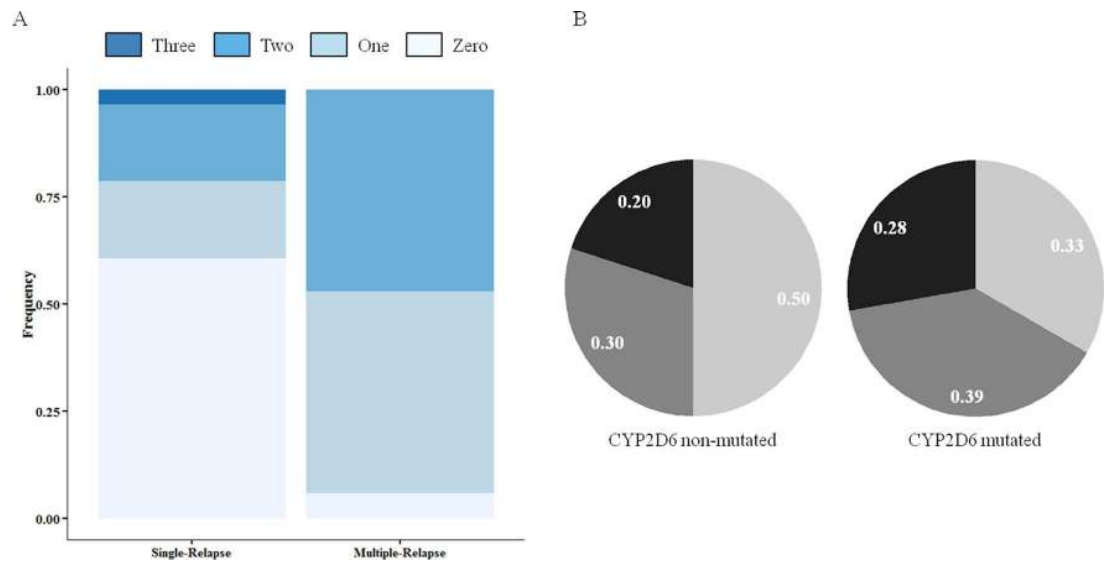 A
Three Two One Zero
1.00
0.75
0.50
0.25
0.00
Frequency
Single-Relapse Multiple-Relapse
B
0.20
0.50
0.30
CYP2D6 non-mutated
0.28
0.33
0.39
CYP2D6 mutated